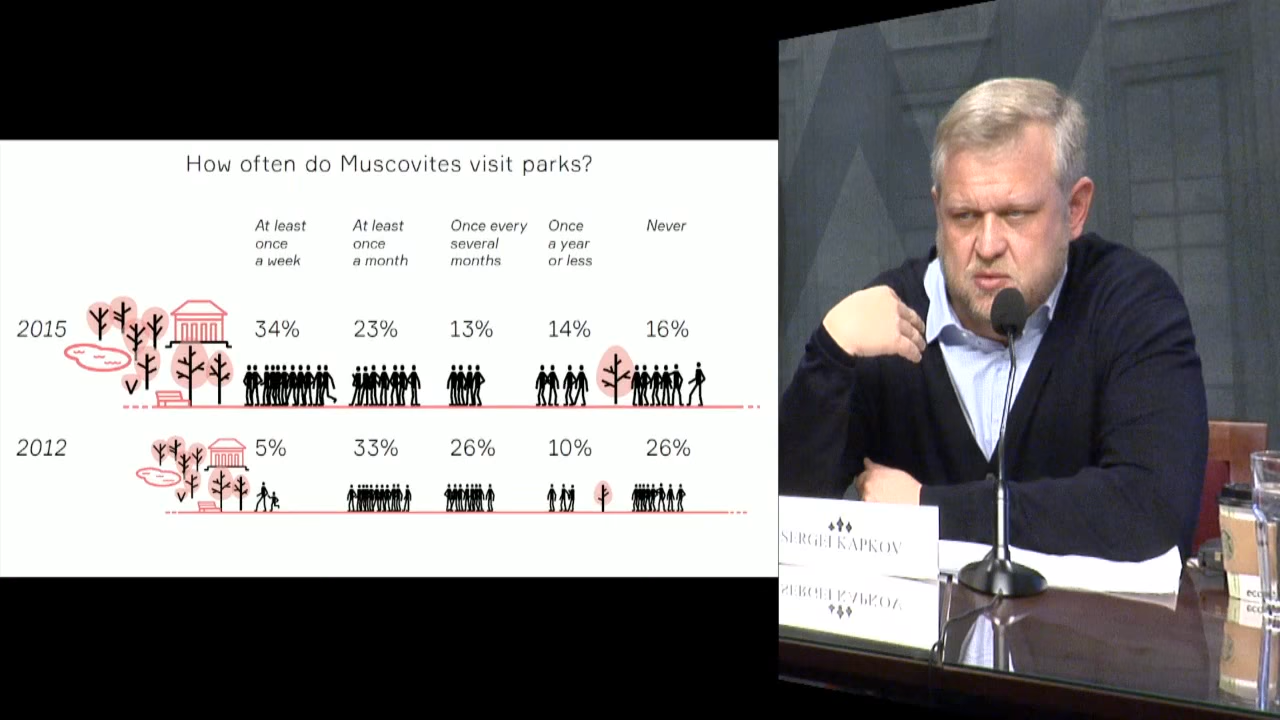 How often do Muscovites visit parks?
At least
once
a week
At least
once
a month
Once every
several
months
Once
a year
or less
Never
2015 34% 23% 13% 14% 16%
2012 5% 33% 26% 10% 26%
SERGEI KAPKOV
eco